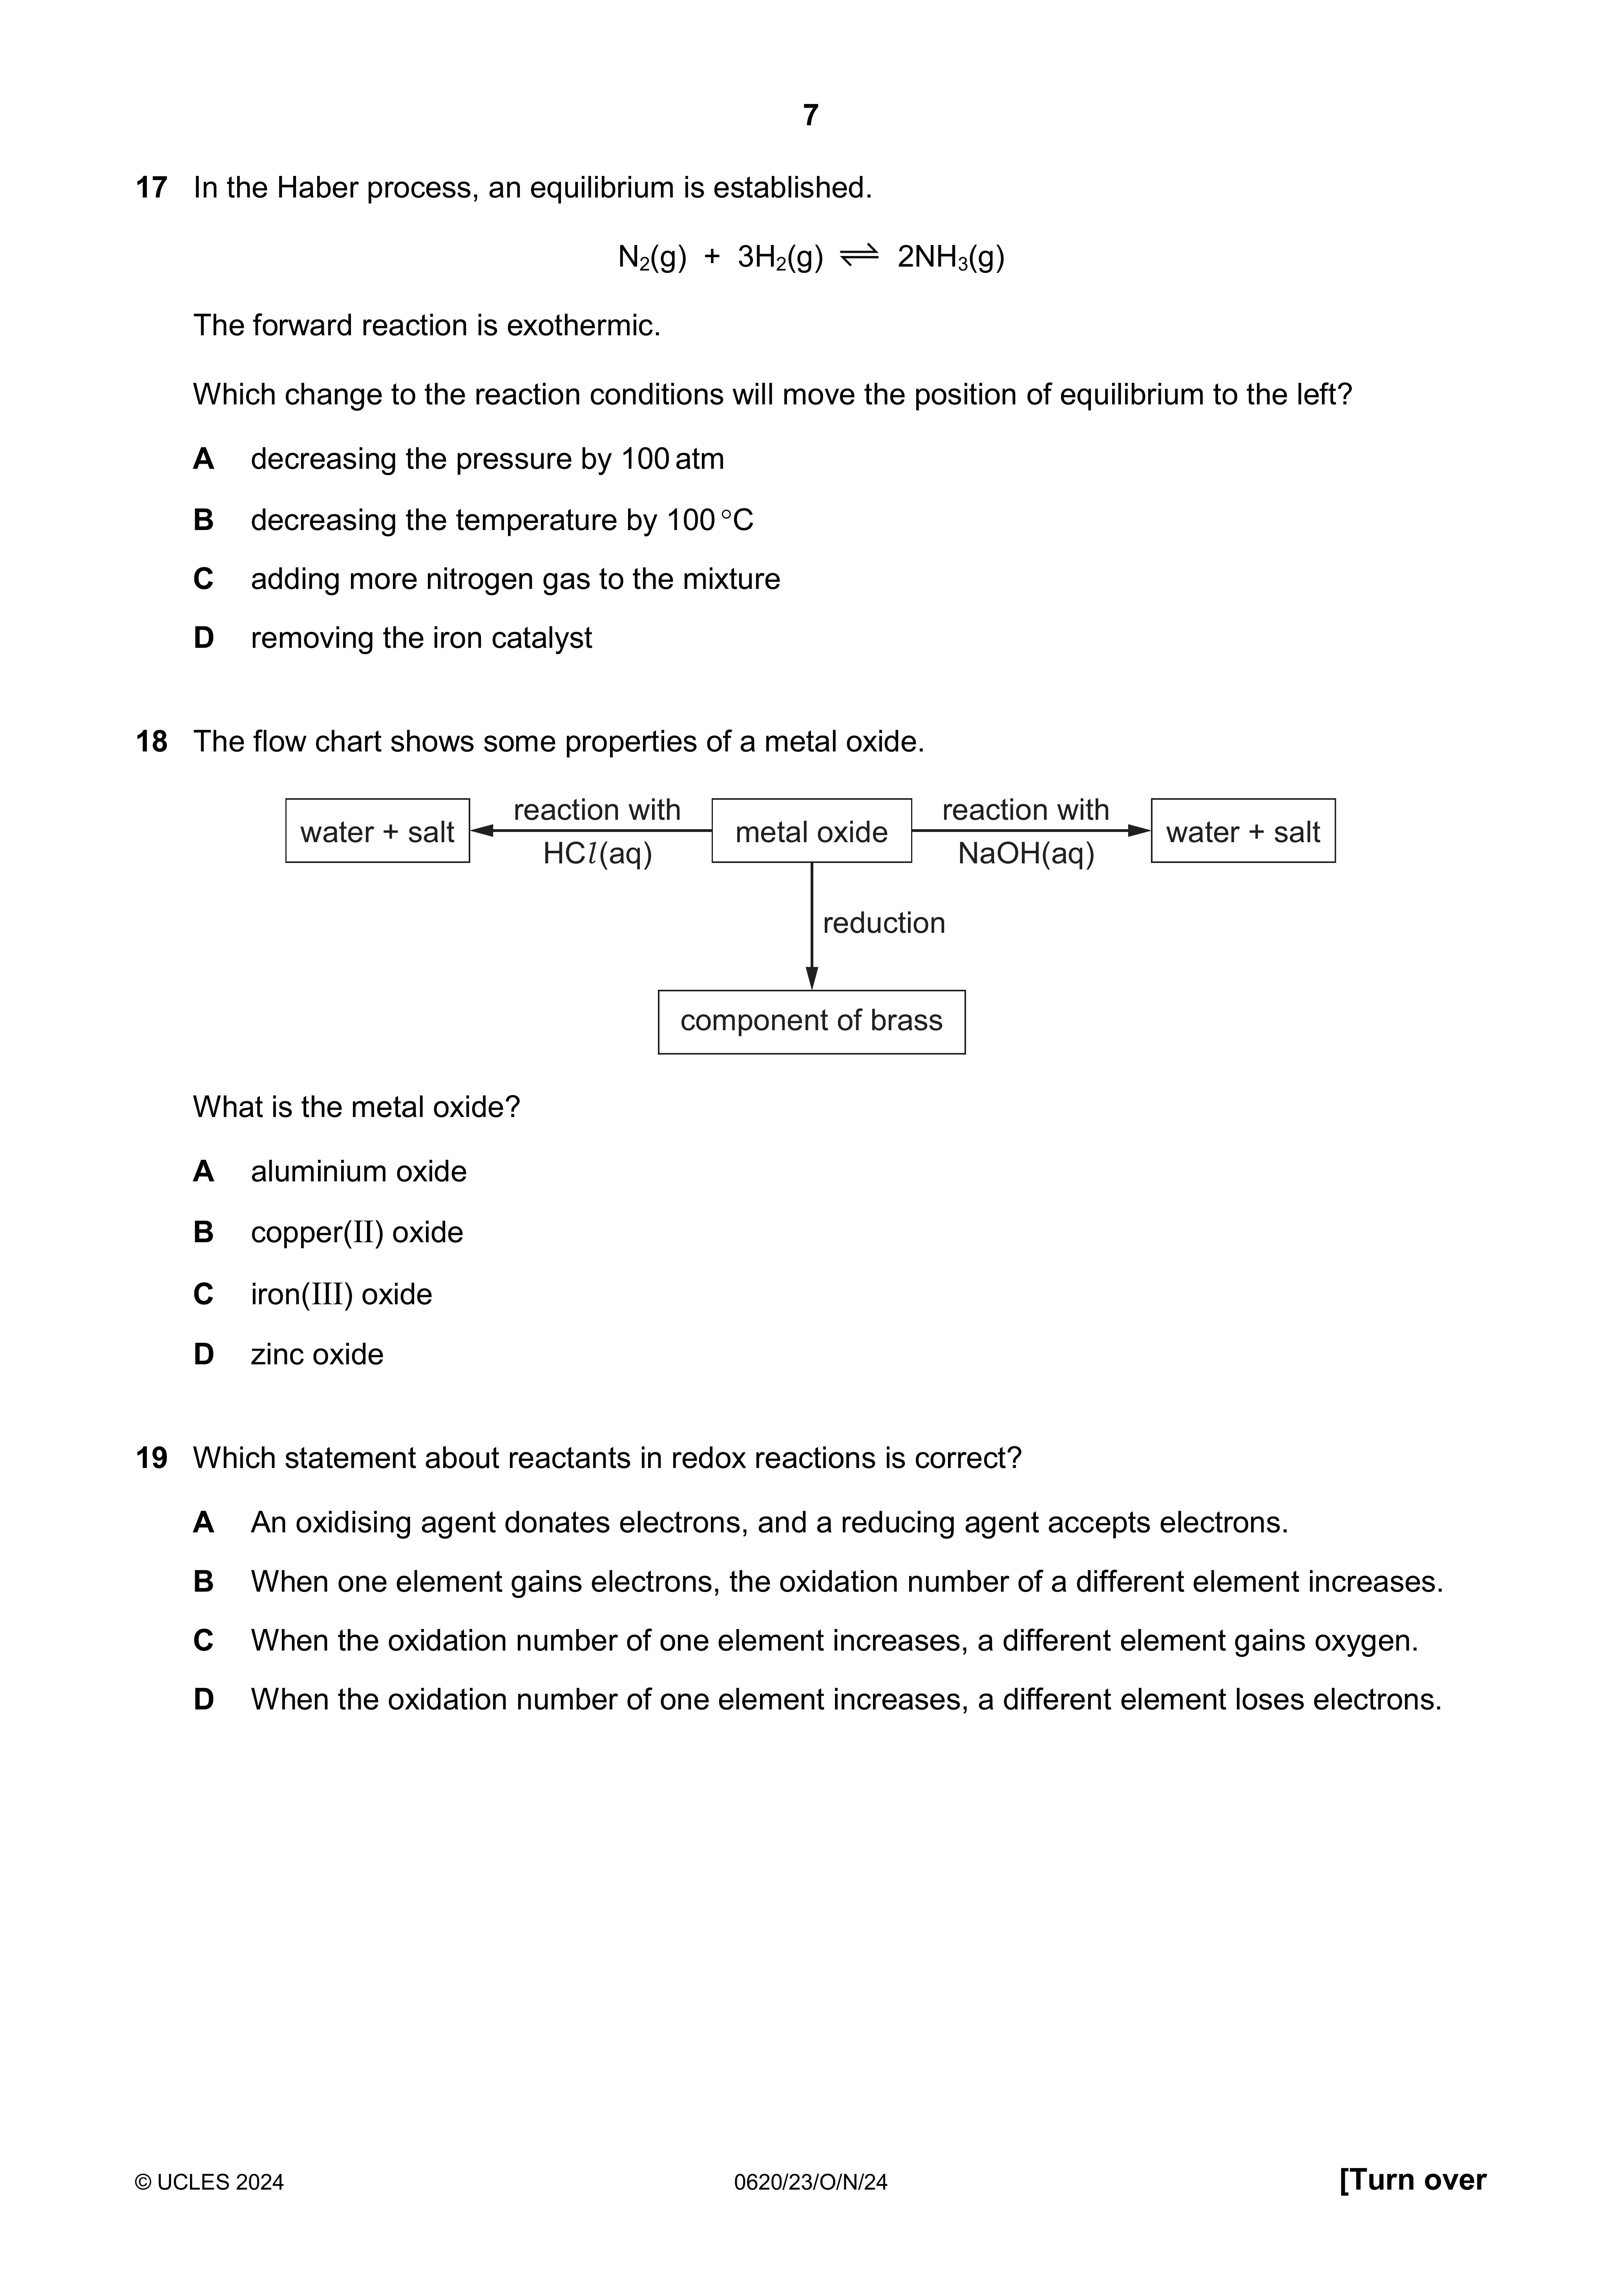 7
17 In the Haber process, an equilibrium is established.
N₂(g) + 3H₂(g) ⇌ 2NH₃(g)
The forward reaction is exothermic.
Which change to the reaction conditions will move the position of equilibrium to the left?
A decreasing the pressure by 100 atm
B decreasing the temperature by 100 °C
C adding more nitrogen gas to the mixture
D removing the iron catalyst
18 The flow chart shows some properties of a metal oxide.
water + salt
reaction with
HCl(aq)
metal oxide
reaction with
NaOH(aq)
water + salt
reduction
component of brass
What is the metal oxide?
A aluminium oxide
B copper(II) oxide
C iron(III) oxide
D zinc oxide
19 Which statement about reactants in redox reactions is correct?
A An oxidising agent donates electrons, and a reducing agent accepts electrons.
B When one element gains electrons, the oxidation number of a different element increases.
C When the oxidation number of one element increases, a different element gains oxygen.
D When the oxidation number of one element increases, a different element loses electrons.
© UCLES 2024 0620/23/O/N/24 [Turn over